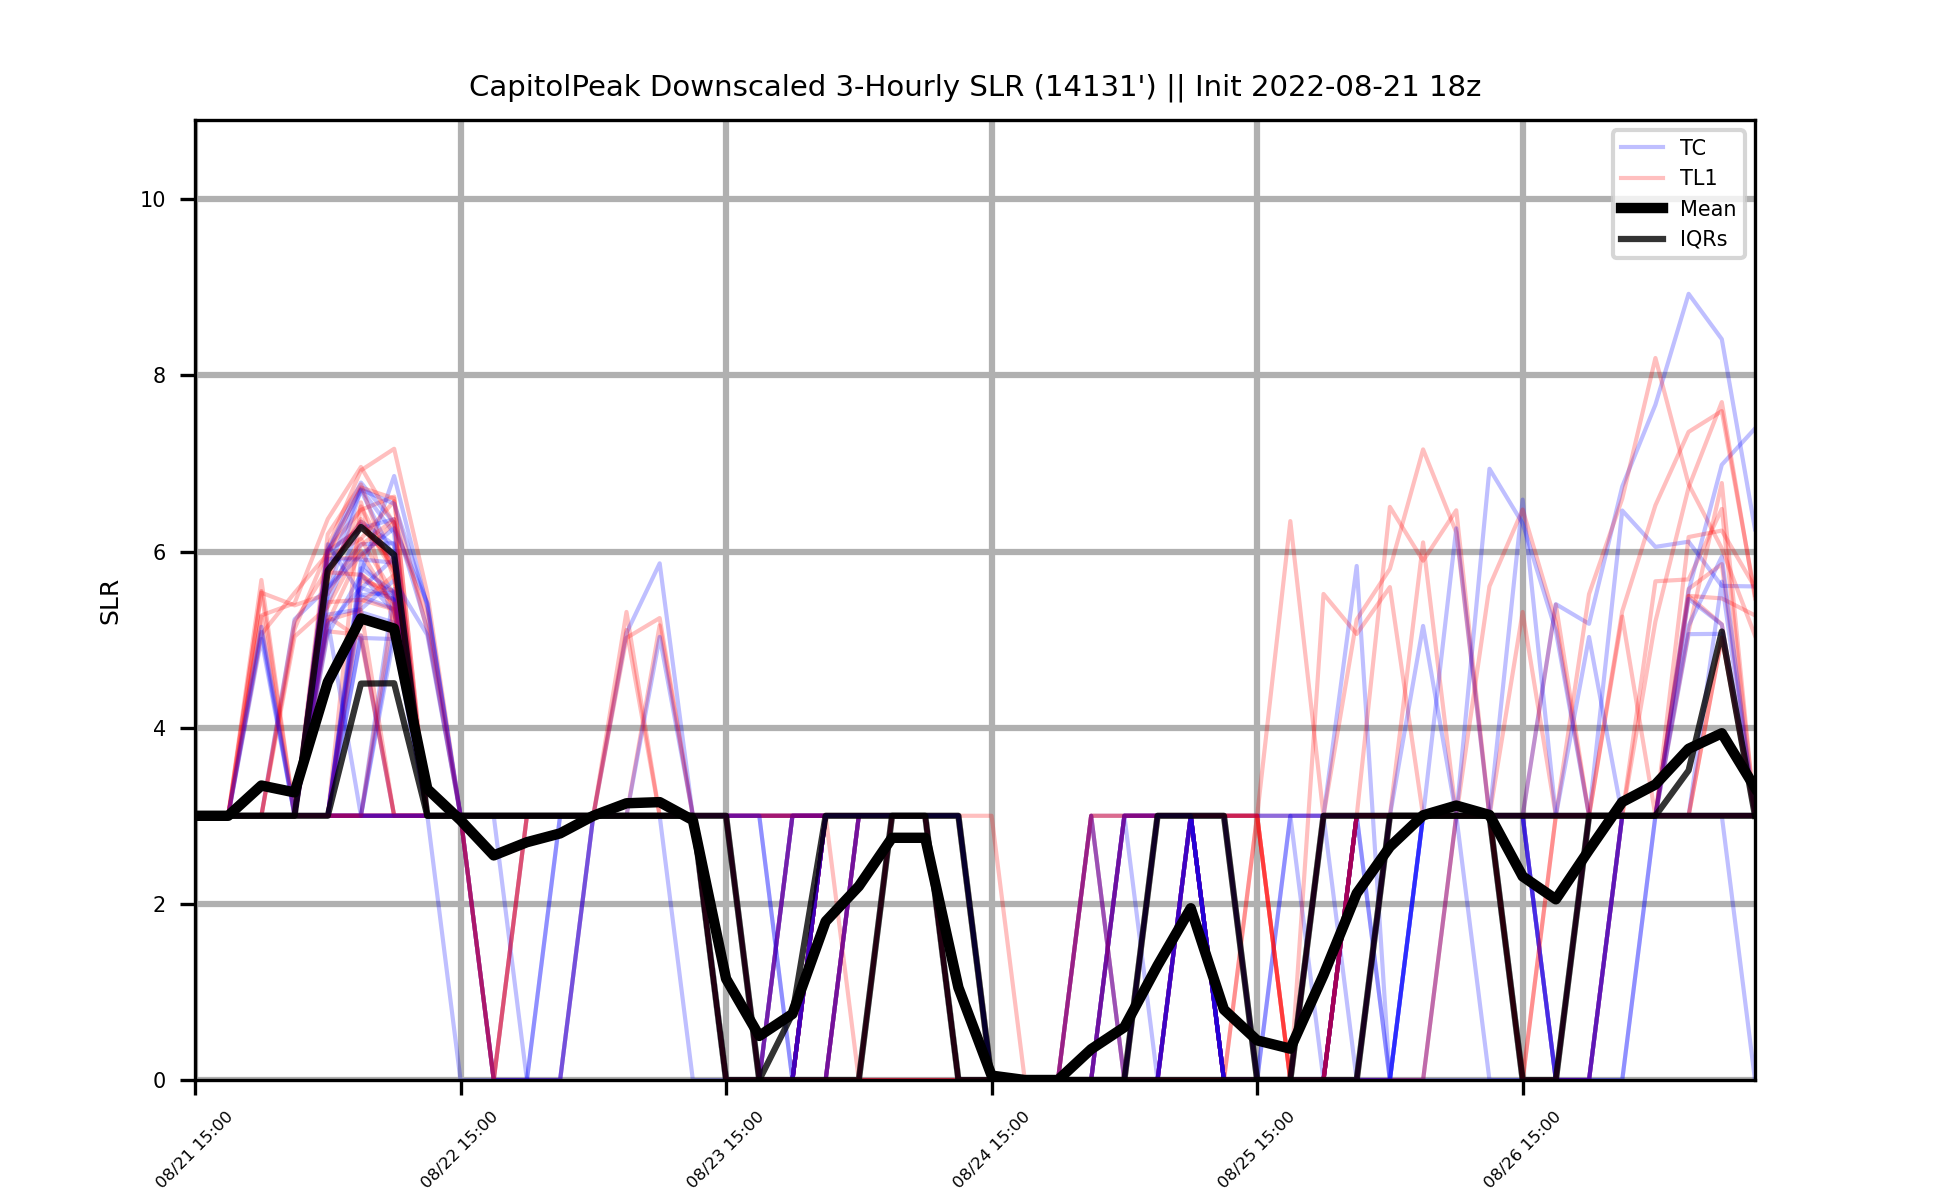 CapitolPeak Downscaled 3-Hourly SLR (14131') || Init 2022-08-21 18z
TC
TL1
Mean
IQRs
10
8
6
4
2
0
SLR
08/21 15:00
08/22 15:00
08/23 15:00
08/24 15:00
08/25 15:00
08/26 15:00